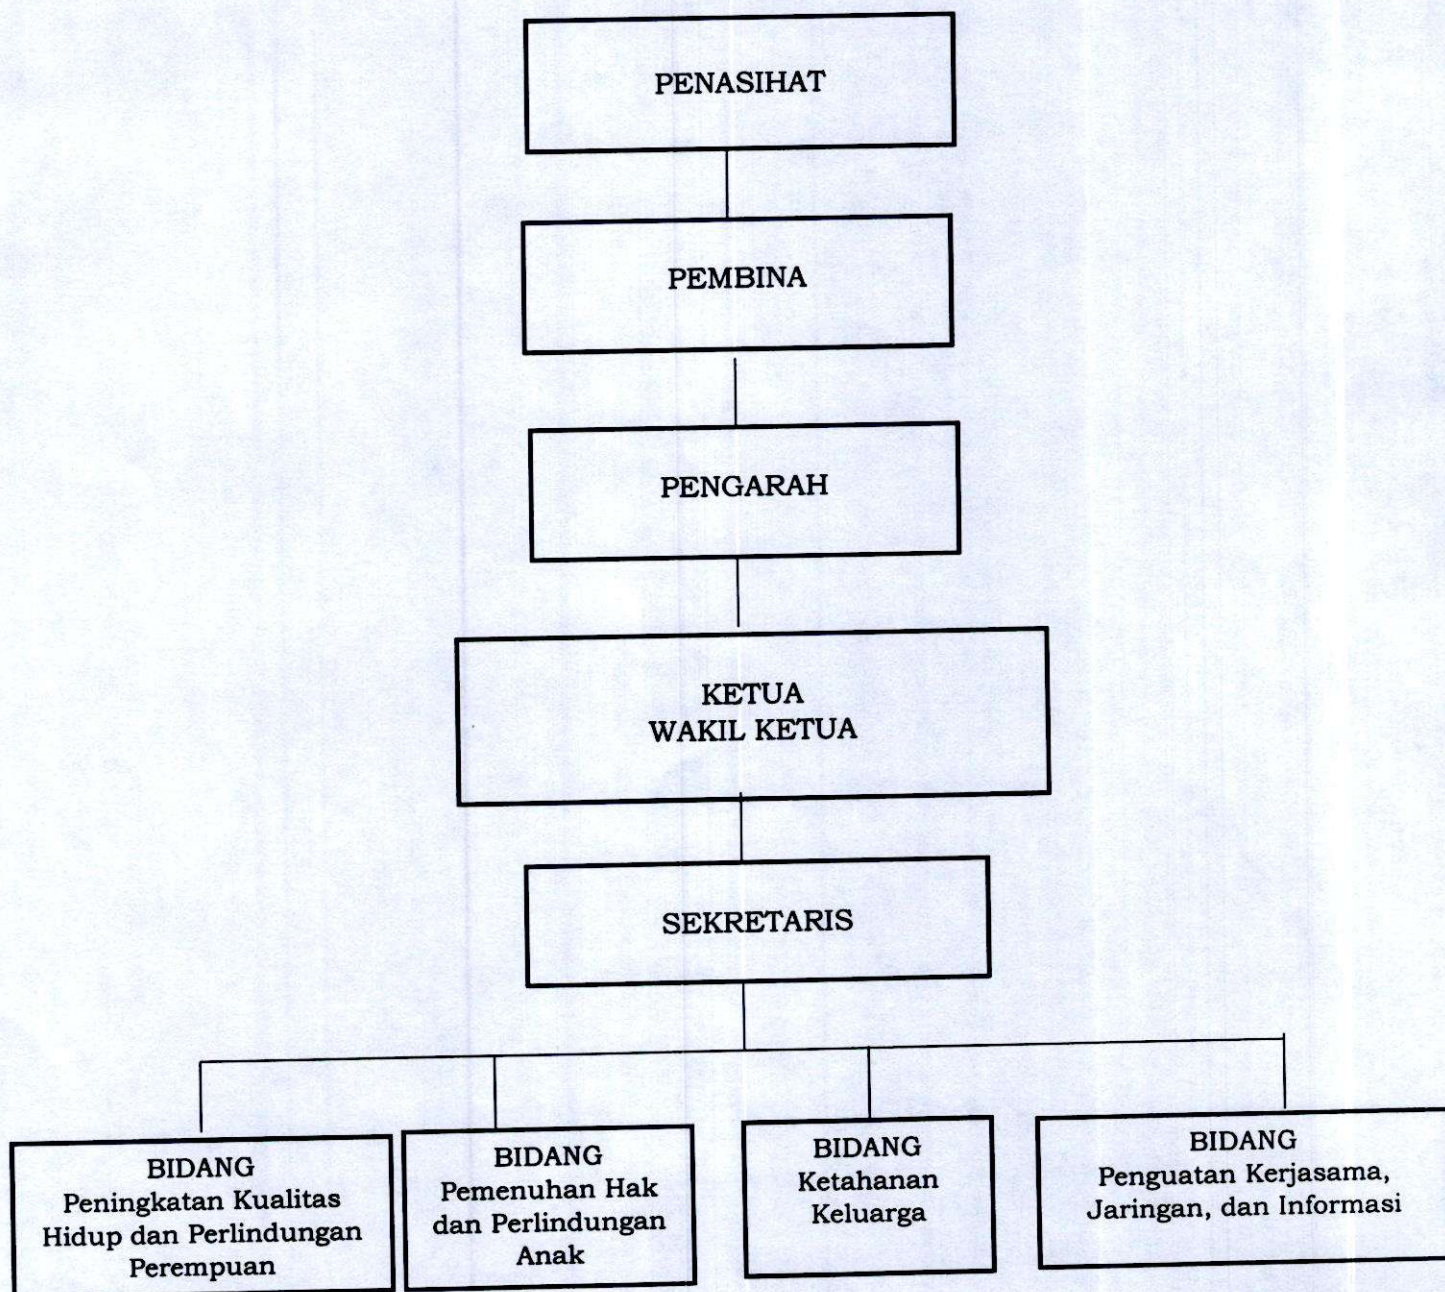 PENASIHAT
PEMBINA
PENGARAH
KETUA
WAKIL KETUA
SEKRETARIS
BIDANG
Peningkatan Kualitas
Hidup dan Perlindungan
Perempuan
BIDANG
Pemenuhan Hak
dan Perlindungan
Anak
BIDANG
Ketahanan
Keluarga
BIDANG
Penguatan Kerjasama,
Jaringan, dan Informasi